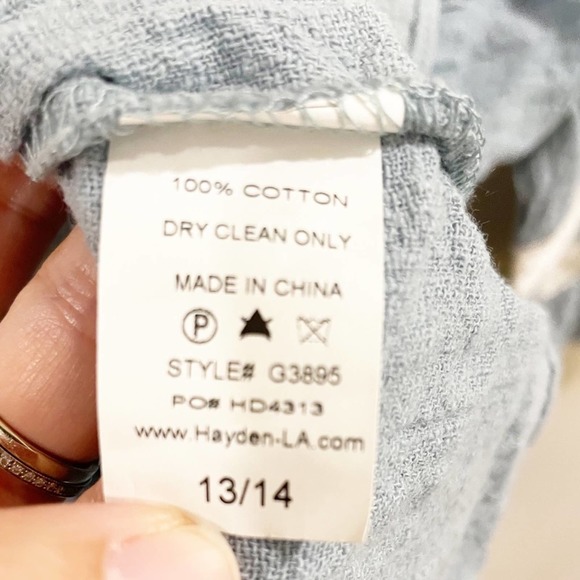 100% COTTON
DRY CLEAN ONLY
MADE IN CHINA
P
STYLE# G3895
PO# HD4313
www.Hayden-LA.com
13/14